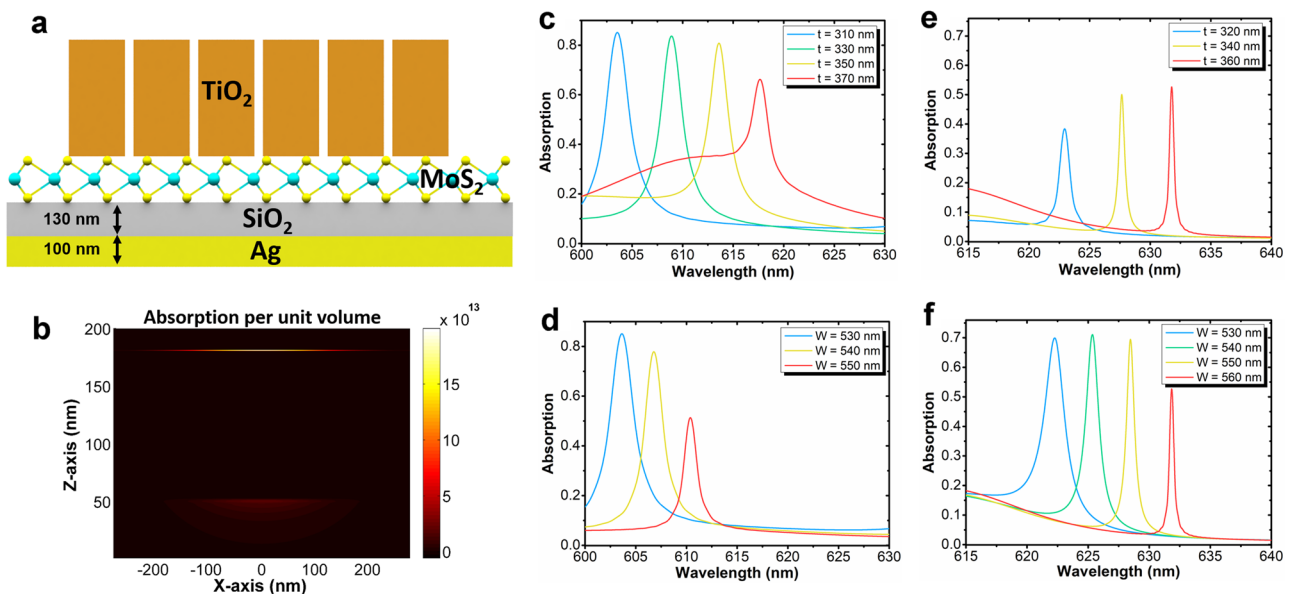 a
TiO2
MoS2
130 nm
SiO2
100 nm
Ag
b
Absorption per unit volume
x 10^13
200
150
100
50
Z-axis (nm)
-200 -100 0 100 200
X-axis (nm)
15
10
5
0
c
t = 310 nm
t = 330 nm
t = 350 nm
t = 370 nm
0.8
0.6
0.4
0.2
0.0
Absorption
600 605 610 615 620 625 630
Wavelength (nm)
d
W = 530 nm
W = 540 nm
W = 550 nm
0.8
0.6
0.4
0.2
0.0
Absorption
600 605 610 615 620 625 630
Wavelength (nm)
e
t = 320 nm
t = 340 nm
t = 360 nm
0.7
0.6
0.5
0.4
0.3
0.2
0.1
0.0
Absorption
615 620 625 630 635 640
Wavelength (nm)
f
W = 530 nm
W = 540 nm
W = 550 nm
W = 560 nm
0.7
0.6
0.5
0.4
0.3
0.2
0.1
0.0
Absorption
615 620 625 630 635 640
Wavelength (nm)